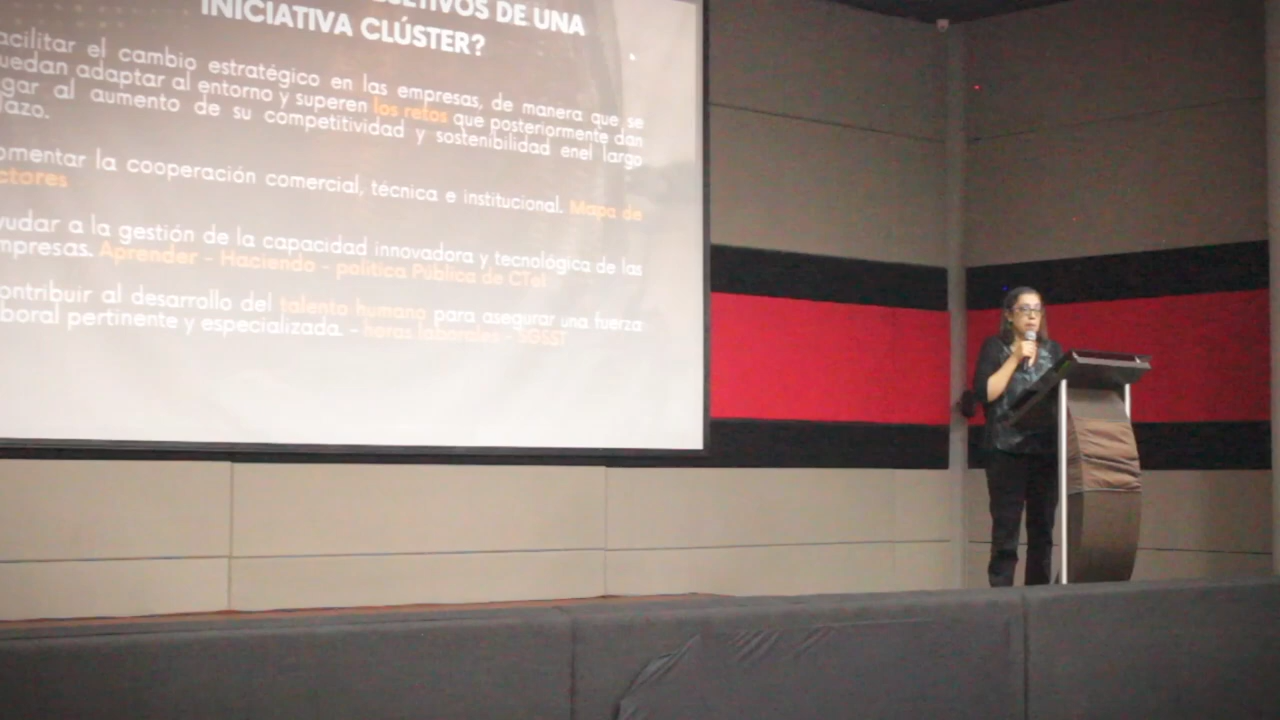 JETIVOS DE UNA
INICIATIVA CLÚSTER?
acilitar el cambio estratégico en las empresas, de manera que se
uedan adaptar al entorno y superen los retos que posteriormente dan
gar al aumento de su competitividad y sostenibilidad enel largo
lazo.
omentar la cooperación comercial, técnica e institucional. Mapa de
ctores
yudar a la gestión de la capacidad innovadora y tecnológica de las
mpresas. Aprender - Haciendo - política Pública de CTeI
ontribuir al desarrollo del talento humano para asegurar una fuerza
boral pertinente y especializada. - horas laborales - SGSST